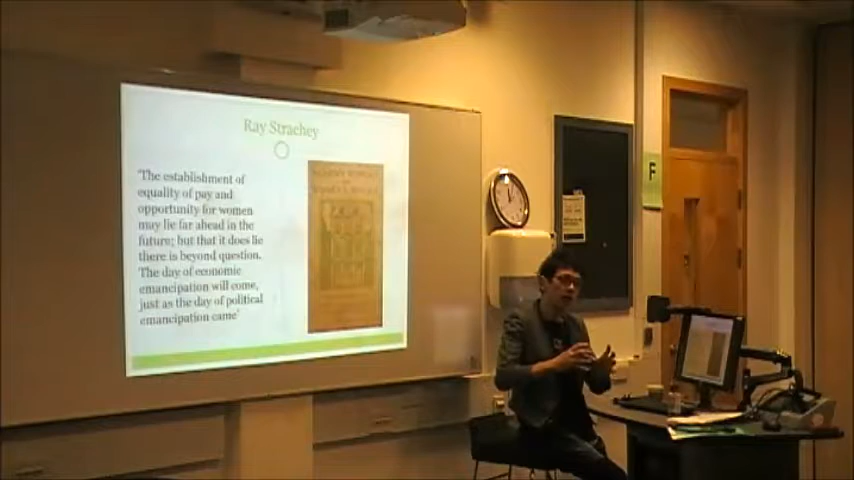 Ray Strachey
'The establishment of
equality of pay and
opportunity for women
may lie far ahead in the
future; but that it does lie
there is beyond question.
The day of economic
emancipation will come,
just as the day of political
emancipation came'
F